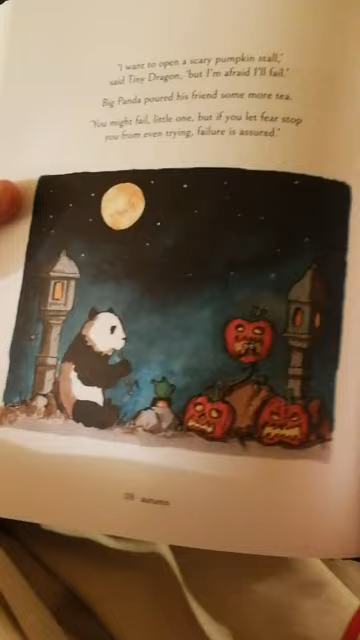 'I want to open a scary pumpkin stall,'
said Tiny Dragon, 'but I'm afraid I'll fail.'
Big Panda poured his friend some more tea.
'You might fail, little one, but if you let fear stop
you from even trying, failure is assured.'
autumn